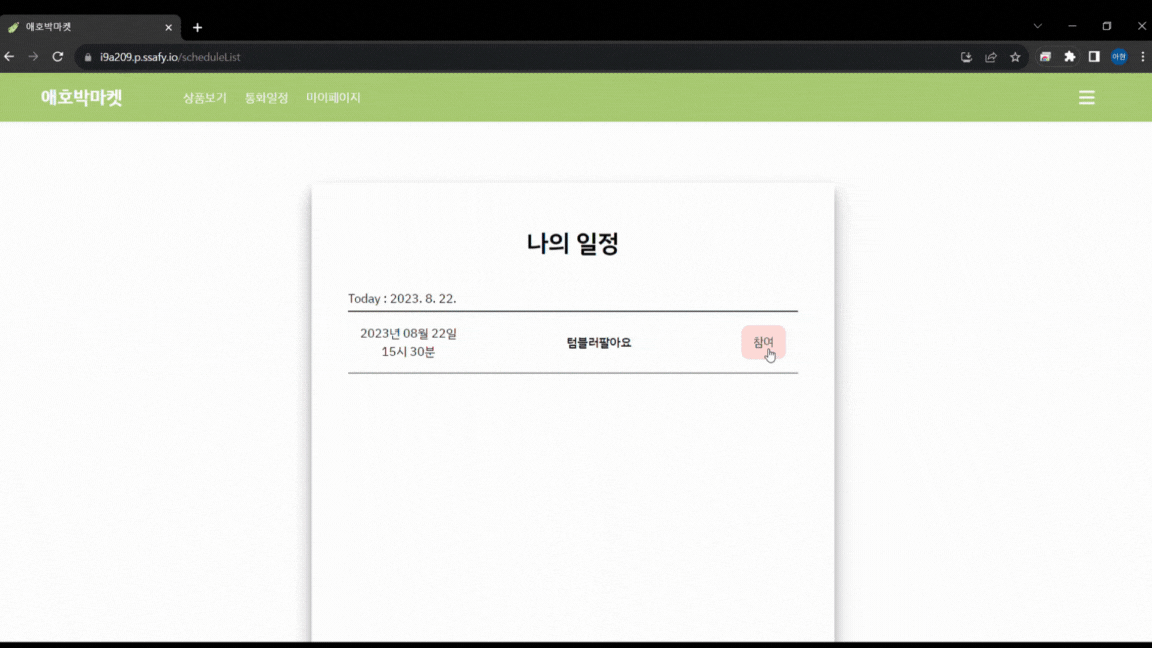 애호박마켓
i9a209.p.ssafy.io/scheduleList
아현
애호박마켓 상품보기 통화일정 마이페이지
나의 일정
Today : 2023. 8. 22.
2023년 08월 22일
15시 30분
텀블러팔아요
참여